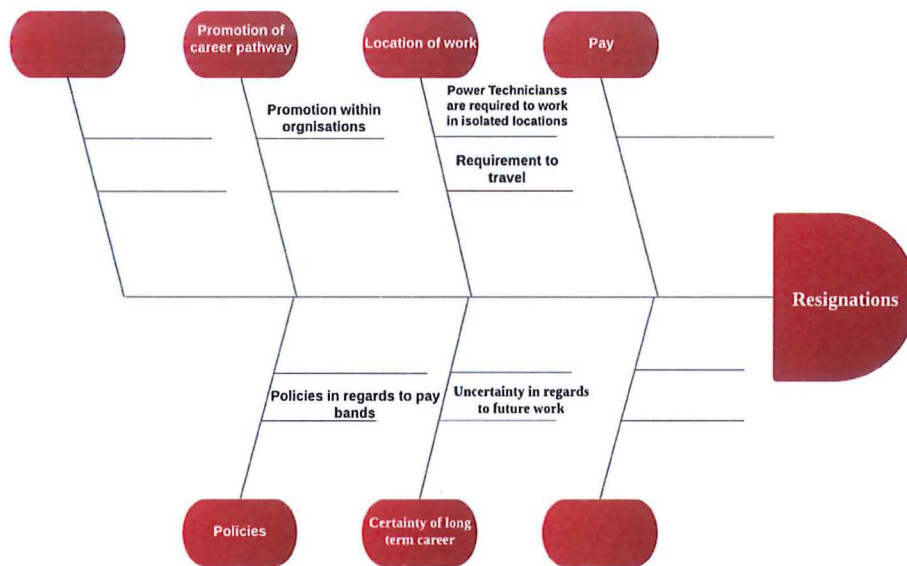 Promotion of
career pathway
Location of work
Pay
Promotion within
orgnisations
Power Technicianss
are required to work
in isolated locations
Requirement to
travel
Resignations
Policies in regards to pay
bands
Uncertainty in regards
to future work
Policies
Certainty of long
term career